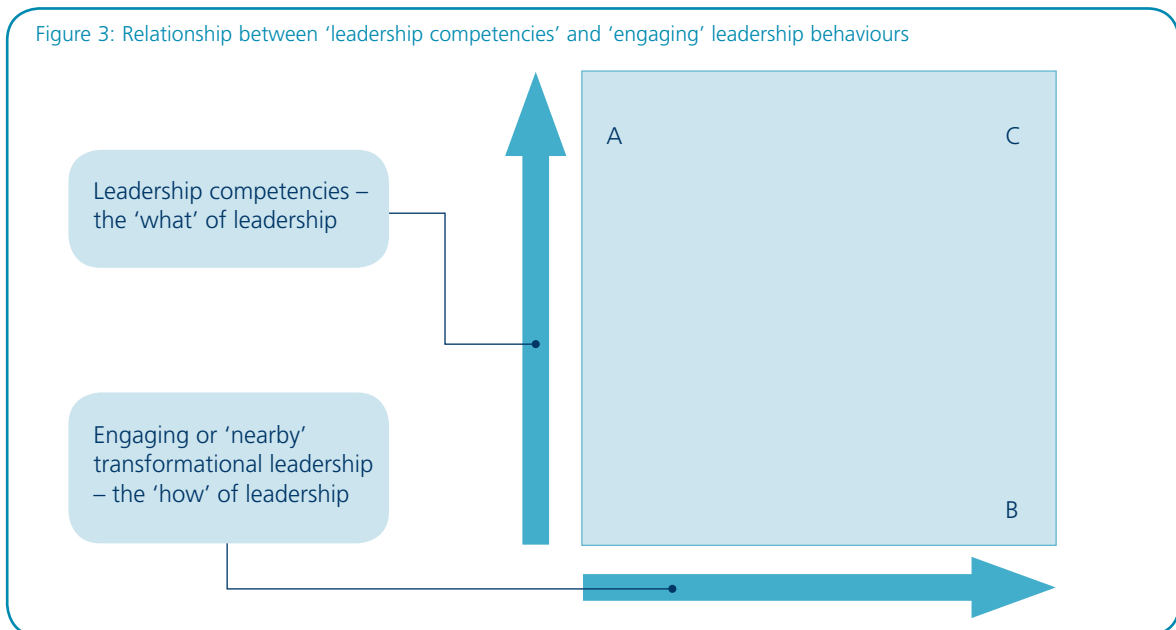 Figure 3: Relationship between ‘leadership competencies’ and ‘engaging’ leadership behaviours
A
C
Leadership competencies –
the ‘what’ of leadership
Engaging or ‘nearby’
transformational leadership
– the ‘how’ of leadership
B